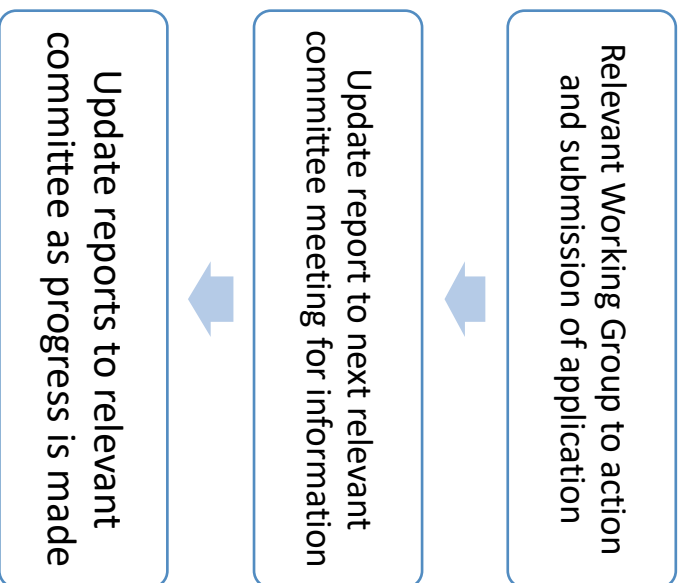 Relevant Working Group to action
and submission of application
Update report to next relevant
committee meeting for information
Update reports to relevant
committee as progress is made